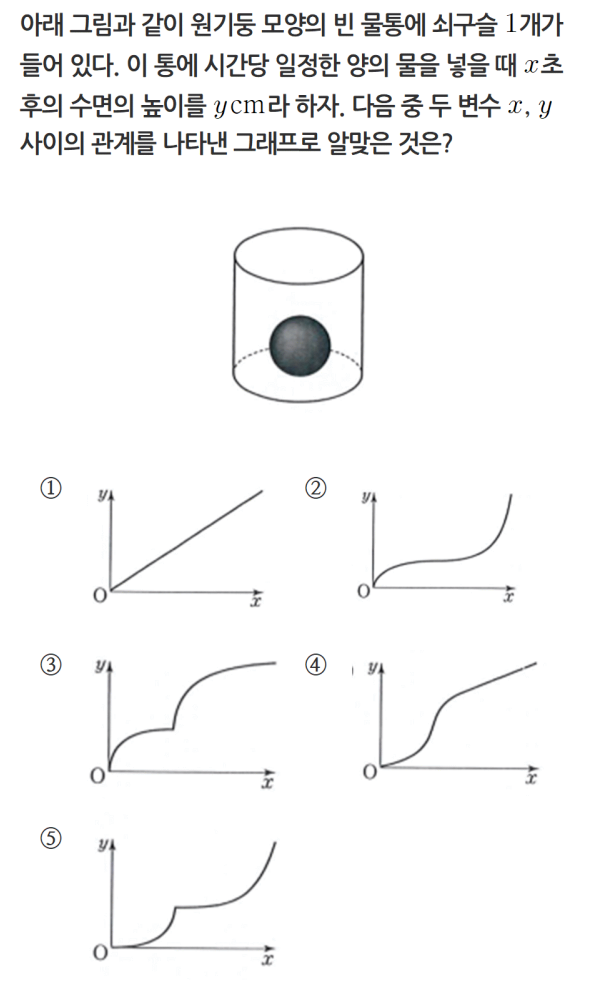 아래 그림과 같이 원기둥 모양의 빈 물통에 쇠구슬 1개가
들어 있다. 이 통에 시간당 일정한 양의 물을 넣을 때 x초
후의 수면의 높이를 y cm라 하자. 다음 중 두 변수 x, y
사이의 관계를 나타낸 그래프로 알맞은 것은?
① y O x
② y O x
③ y O x
④ y O x
⑤ y O x